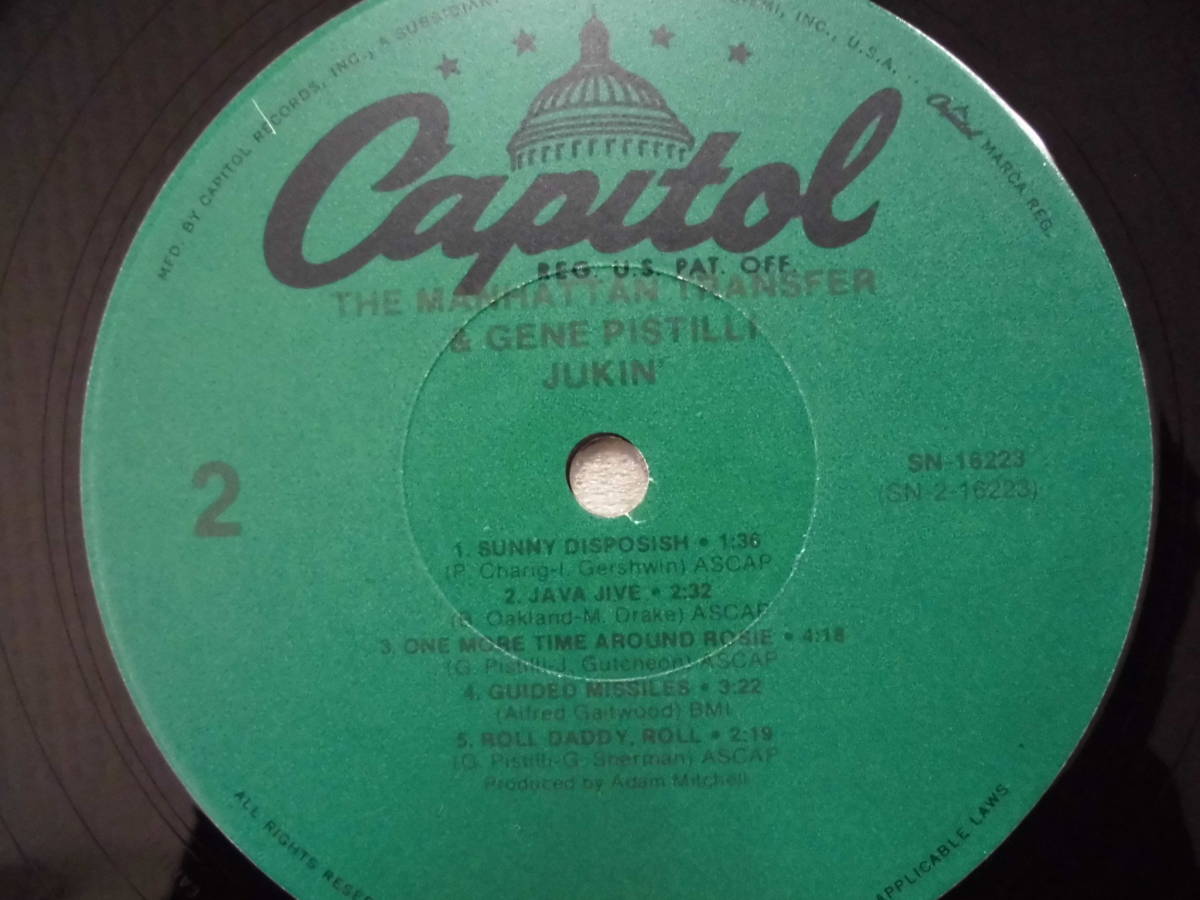 MFD. BY CAPITOL RECORDS, INC., A SUBSIDIARY EMI, INC., U.S.A. . . Capitol MARCA REG.
Capitol
REG. U.S. PAT. OFF.
THE MANHATTAN TRANSFER
& GENE PISTILLI
JUKIN'
2
SN-16223
(SN-2-16223)
1. SUNNY DISPOSISH • 1:36
(P. Charig-I. Gershwin) ASCAP
2. JAVA JIVE • 2:32
Oakland-M. Drake) ASCAP
3. ONE MORE TIME AROUND ROSIE • 4:18
(G. Pistilli-J. Gutcheon) ASCAP
4. GUIDED MISSILES • 3:22
(Alfred Gaitwood) BMI
5. ROLL DADDY, ROLL • 2:19
(G. Pistilli-G. Sherman) ASCAP
Produced by Adam Mitchell
ALL RIGHTS APPLICABLE LAWS